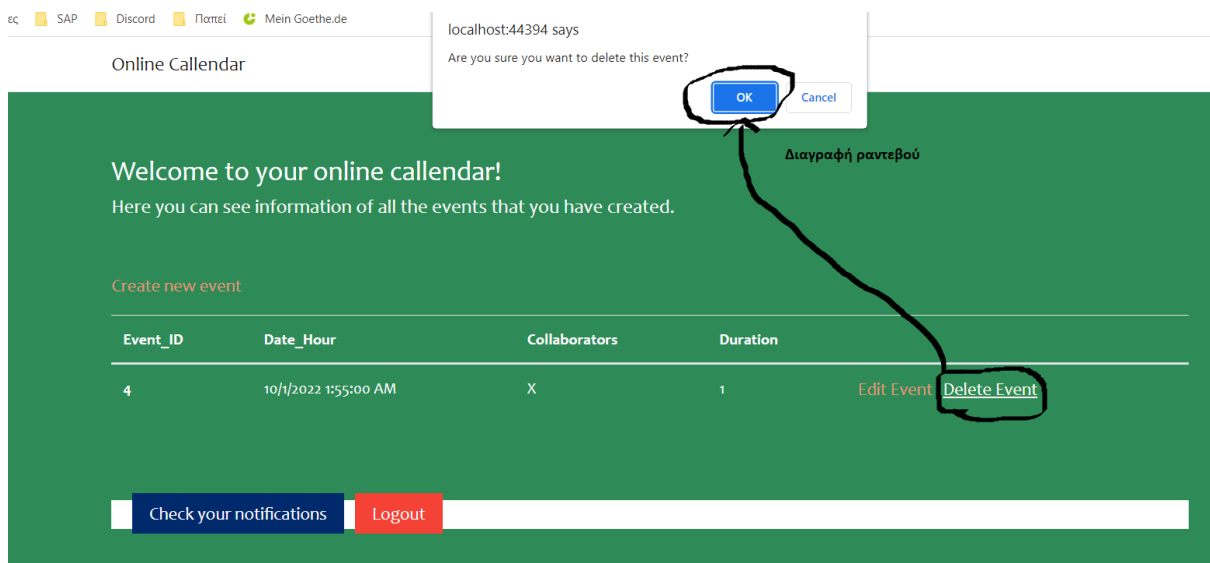 ες SAP Discord Παπεί Mein Goethe.de
localhost:44394 says
Are you sure you want to delete this event?
OK Cancel
Online Callendar
Διαγραφή ραντεβού
Welcome to your online callendar!
Here you can see information of all the events that you have created.
Create new event
Event_ID Date_Hour Collaborators Duration
4 10/1/2022 1:55:00 AM X 1 Edit Event Delete Event
Check your notifications Logout